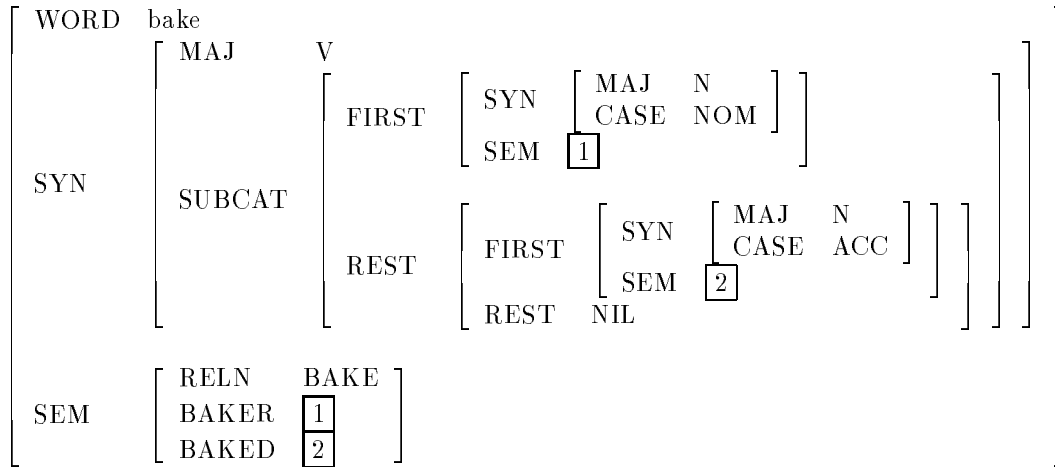 WORD bake
MAJ V
SYN MAJ N
FIRST CASE NOM
SEM 1
SYN
SUBCAT
SYN MAJ N
FIRST CASE ACC
REST SEM 2
REST NIL
RELN BAKE
SEM BAKER 1
BAKED 2